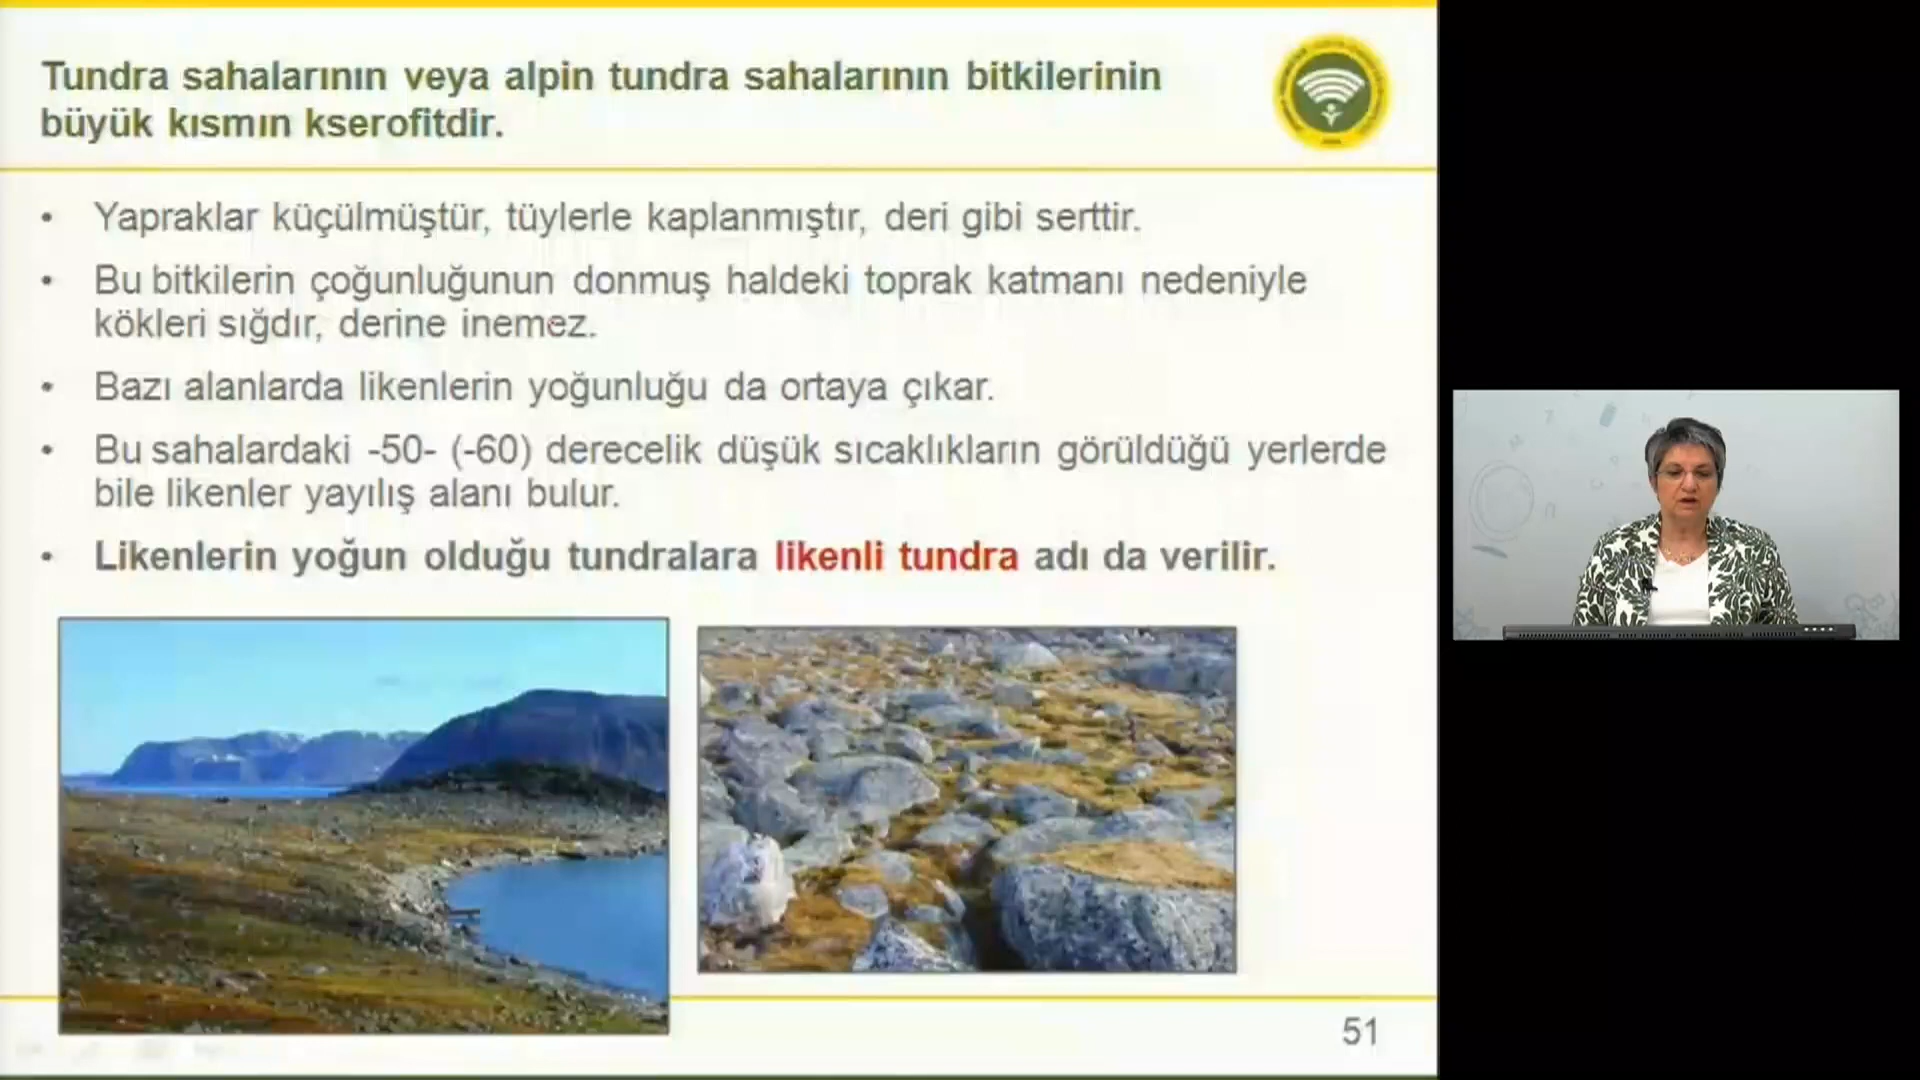 Tundra sahalarının veya alpin tundra sahalarının bitkilerinin
büyük kısmın kserofitdir.
• Yapraklar küçülmüştür, tüylerle kaplanmıştır, deri gibi serttir.
• Bu bitkilerin çoğunluğunun donmuş haldeki toprak katmanı nedeniyle
kökleri sığdır, derine inemez.
• Bazı alanlarda likenlerin yoğunluğu da ortaya çıkar.
• Bu sahalardaki -50- (-60) derecelik düşük sıcaklıkların görüldüğü yerlerde
bile likenler yayılış alanı bulur.
• Likenlerin yoğun olduğu tundralara likenli tundra adı da verilir.
51